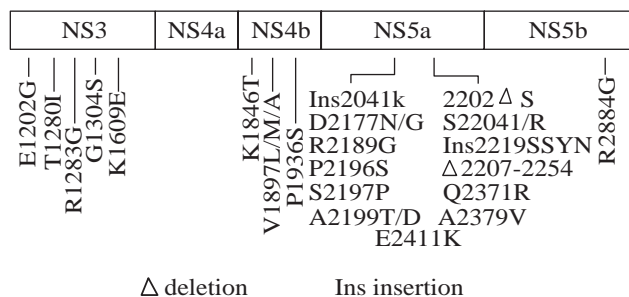 NS3 NS4a NS4b NS5a NS5b
E1202G
T1280I
R1283G
G1304S
K1609E
K1846T
V1897L/M/A
P1936S
Ins2041k
D2177N/G
R2189G
P2196S
S2197P
A2199T/D
2202 Δ S
S22041/R
Ins2219SSYN
Δ2207-2254
Q2371R
A2379V
E2411K
R2884G
Δ deletion Ins insertion